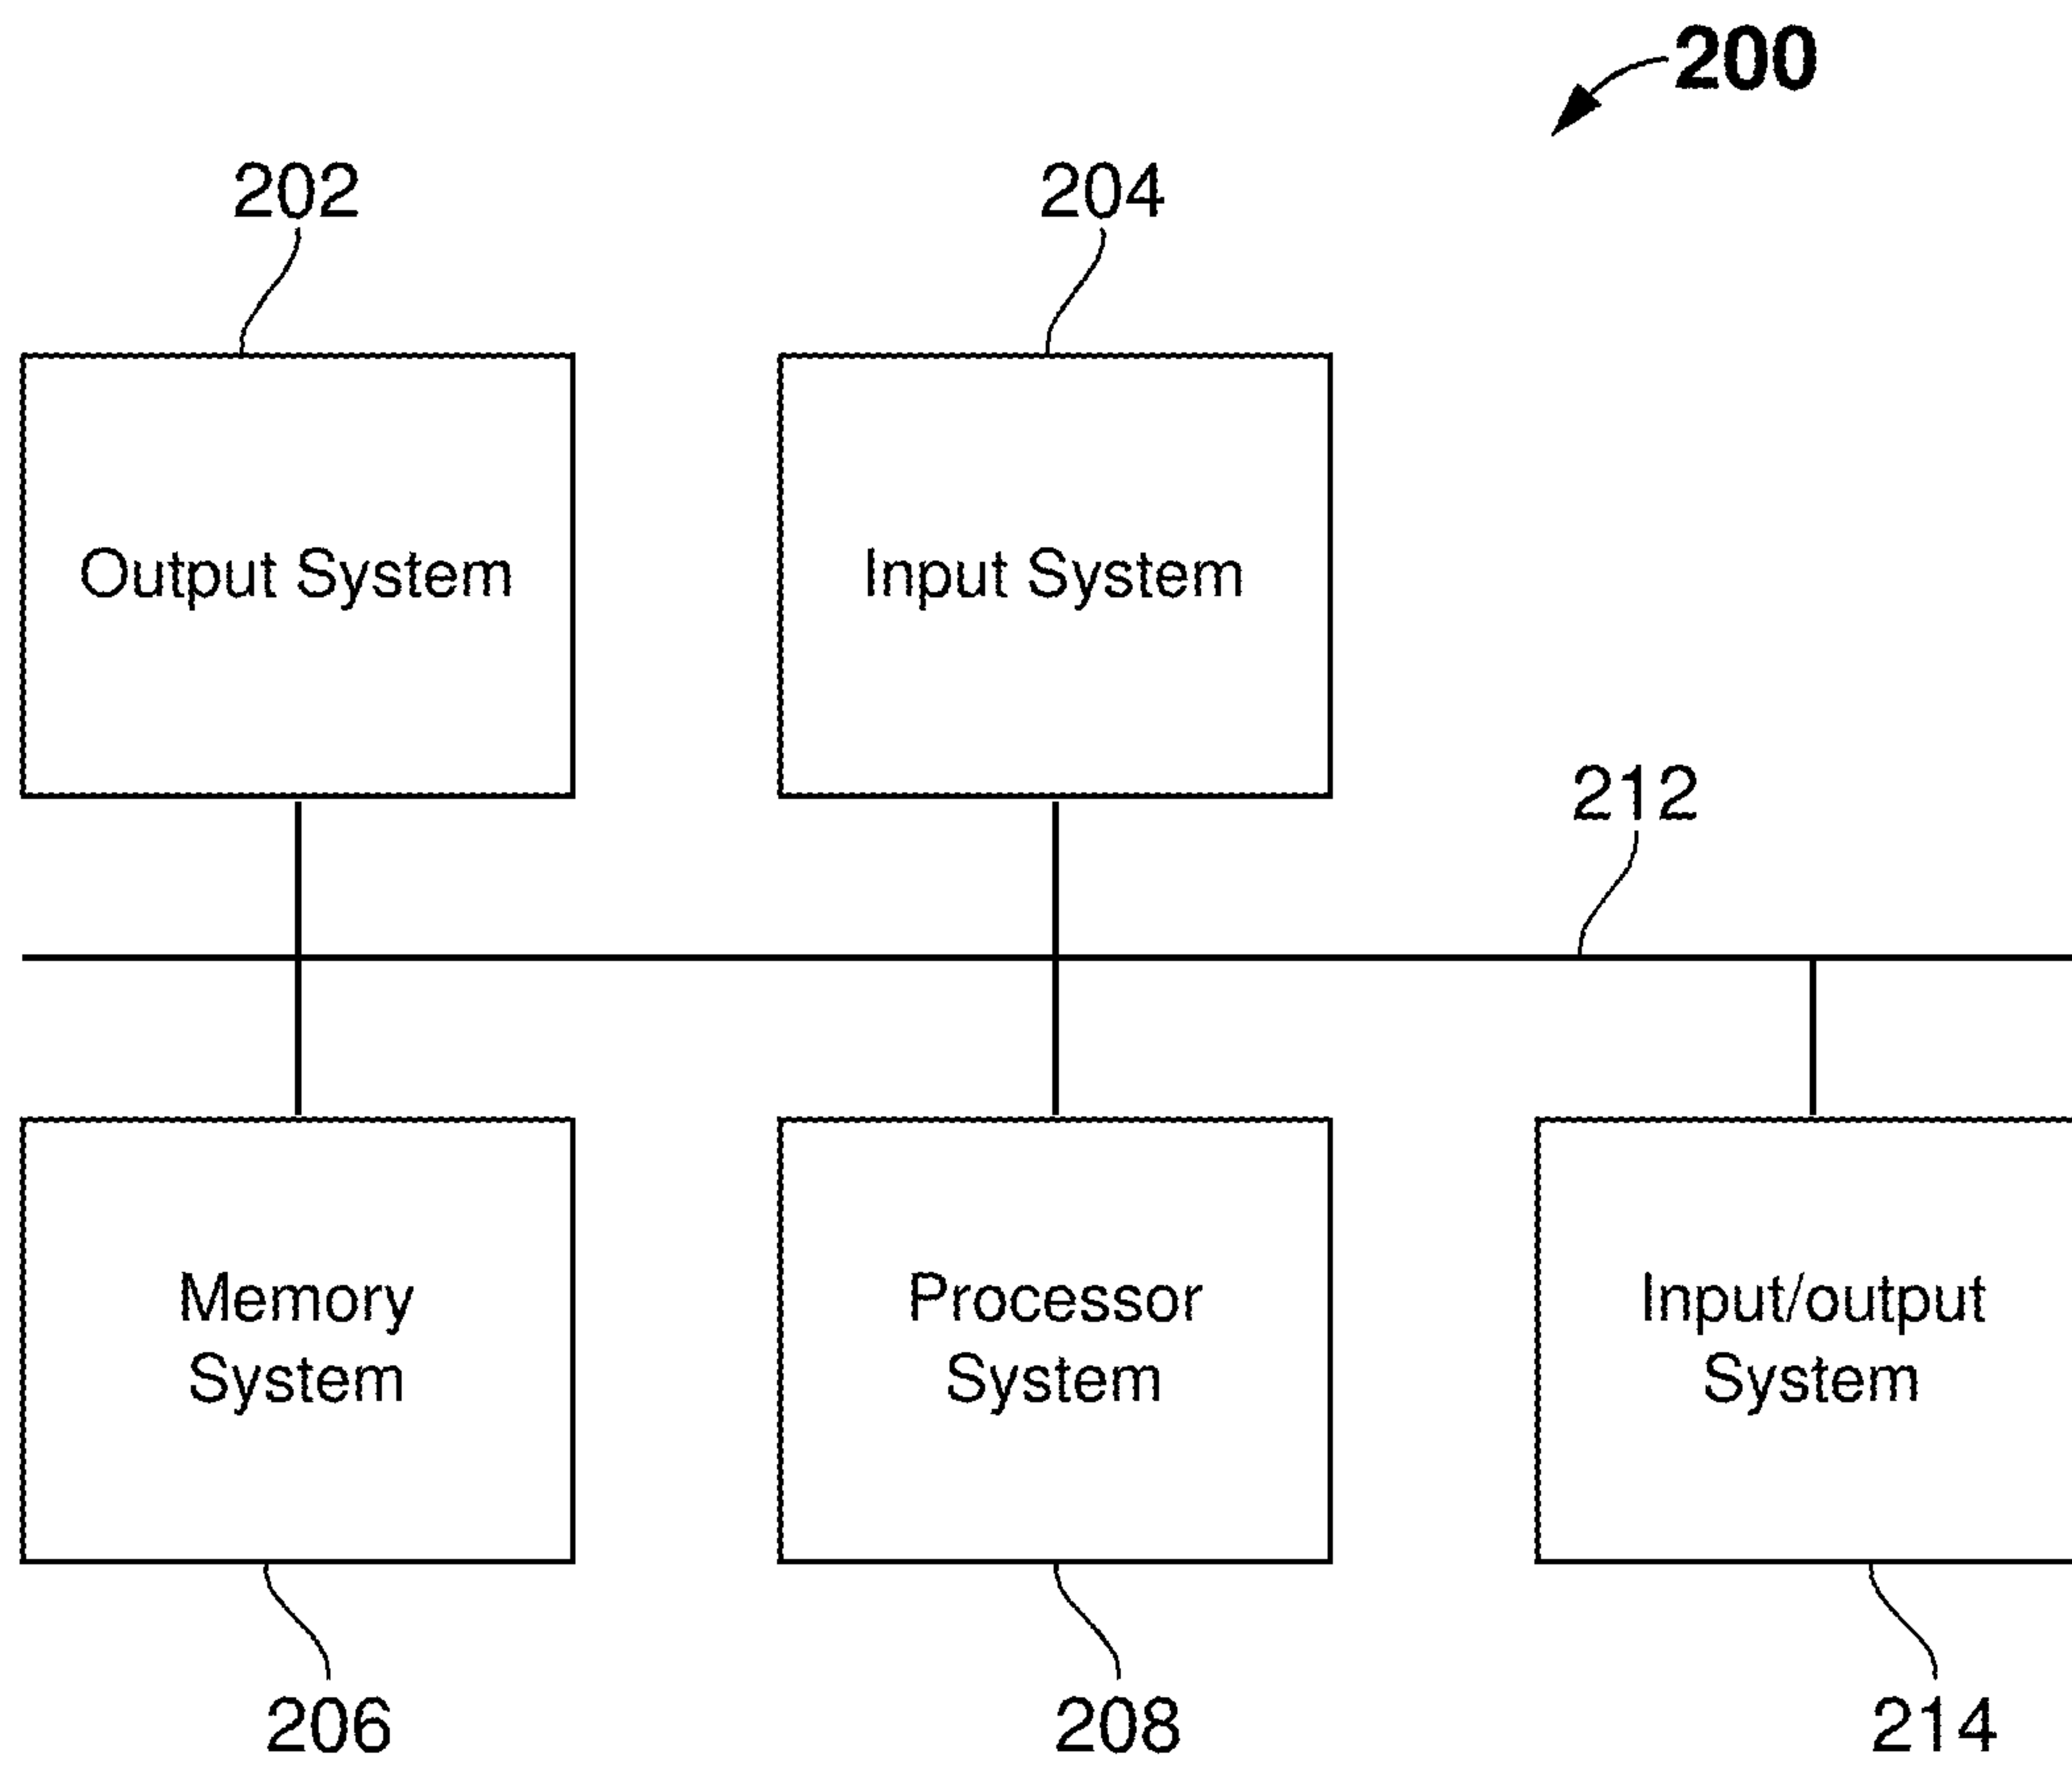 200
202
204
Output System
Input System
212
Memory
System
Processor
System
Input/output
System
206
208
214